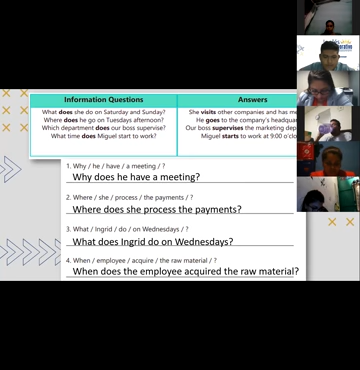 Information Questions
Answers
What does she do on Saturday and Sunday?
Where does he go on Tuesdays afternoon?
Which department does our boss supervise?
What time does Miguel start to work?
She visits other companies and has me
He goes to the company's headqua
Our boss supervises the marketing dep
Miguel starts to work at 9:00 o'clo
1. Why / he / have / a meeting / ?
Why does he have a meeting?
2. Where / she / process / the payments / ?
Where does she process the payments?
3. What / Ingrid / do / on Wednesdays / ?
What does Ingrid do on Wednesdays?
4. When / employee / acquire / the raw material / ?
When does the employee acquired the raw material?